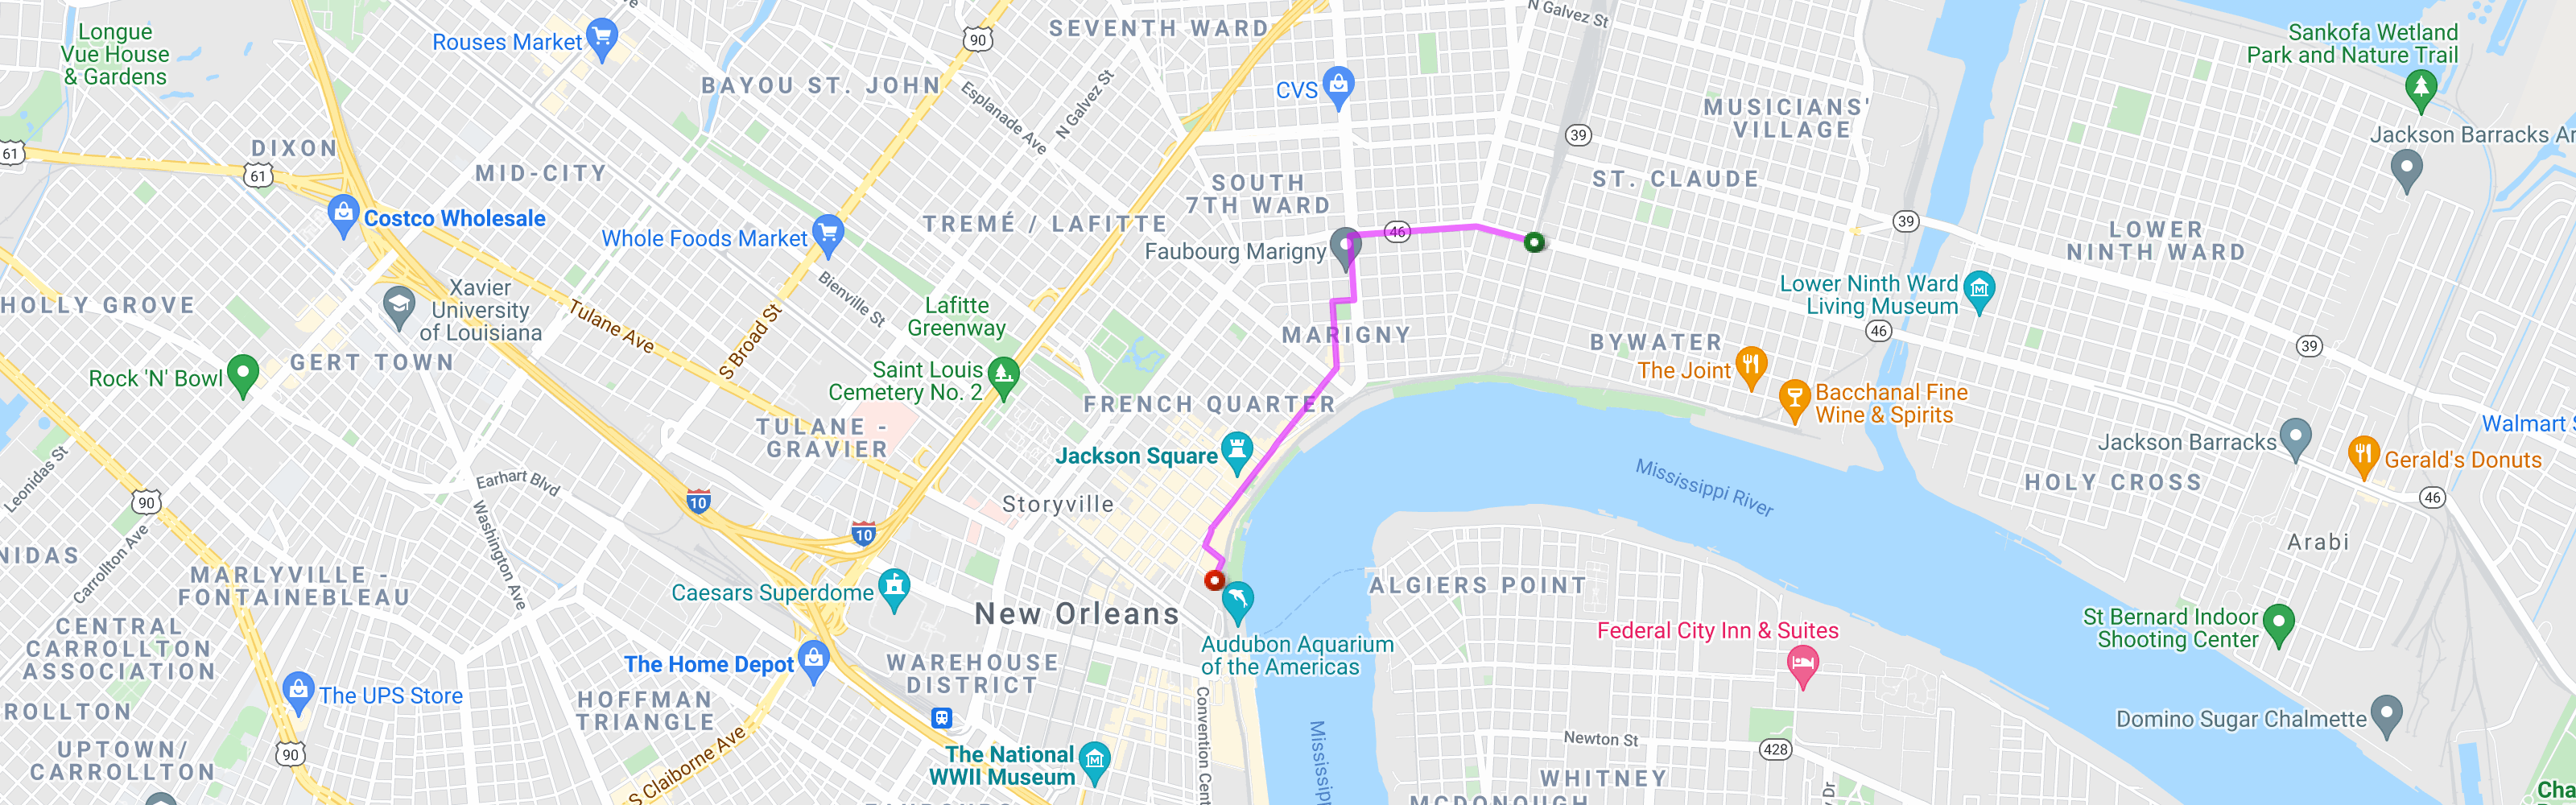 Longue
Vue House
& Gardens
Rouses Market
90
SEVENTH WARD
N Galvez St
Sankofa Wetland
Park and Nature Trail
BAYOU ST. JOHN
Esplanade Ave
N Galvez St
CVS
MUSICIANS'
VILLAGE
39
Jackson Barracks Ar
61
DIXON
61
MID-CITY
SOUTH
7TH WARD
ST. CLAUDE
Costco Wholesale
Whole Foods Market
TREMÉ / LAFITTE
Faubourg Marigny
46
39
LOWER
NINTH WARD
HOLLY GROVE
Xavier
University
of Louisiana
Tulane Ave
S Broad St
Bienville St
Lafitte
Greenway
MARIGNY
BYWATER
Lower Ninth Ward
Living Museum
46
39
GERT TOWN
Rock 'N' Bowl
Saint Louis
Cemetery No. 2
FRENCH QUARTER
The Joint
Bacchanal Fine
Wine & Spirits
Walmart S
TULANE -
GRAVIER
Jackson Square
Jackson Barracks
Gerald's Donuts
Leonidas St
90
Earhart Blvd
Washington Ave
10
Storyville
Mississippi River
HOLY CROSS
46
10
Arabi
NIDAS
Carrollton Ave
MARLYVILLE -
FONTAINEBLEAU
Caesars Superdome
New Orleans
ALGIERS POINT
Audubon Aquarium
of the Americas
Federal City Inn & Suites
St Bernard Indoor
Shooting Center
CENTRAL
CARROLLTON
ASSOCIATION
The Home Depot
WAREHOUSE
DISTRICT
The UPS Store
HOFFMAN
TRIANGLE
ROLLTON
Convention Cent
Mississipp
Domino Sugar Chalmette
UPTOWN/
CARROLLTON
90
S Claiborne Ave
The National
WWII Museum
Newton St
428
WHITNEY
Dr
MCDONOUGH
Cha